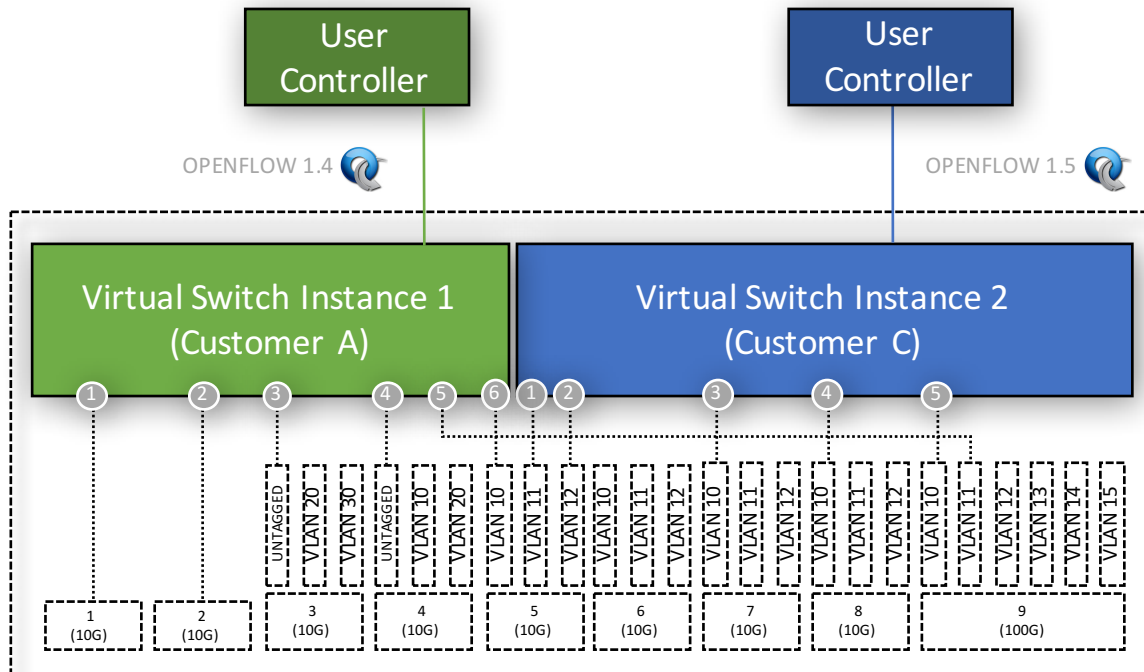 User
Controller
User
Controller
OPENFLOW 1.4
OPENFLOW 1.5
Virtual Switch Instance 1
(Customer A)
Virtual Switch Instance 2
(Customer C)
1
2
3
4
5
6
1
2
3
4
5
UNTAGGED
VLAN 20
VLAN 30
UNTAGGED
VLAN 10
VLAN 20
VLAN 10
VLAN 11
VLAN 12
VLAN 10
VLAN 11
VLAN 12
VLAN 10
VLAN 11
VLAN 12
VLAN 10
VLAN 11
VLAN 12
VLAN 10
VLAN 11
VLAN 12
VLAN 13
VLAN 14
VLAN 15
1
(10G)
2
(10G)
3
(10G)
4
(10G)
5
(10G)
6
(10G)
7
(10G)
8
(10G)
9
(100G)